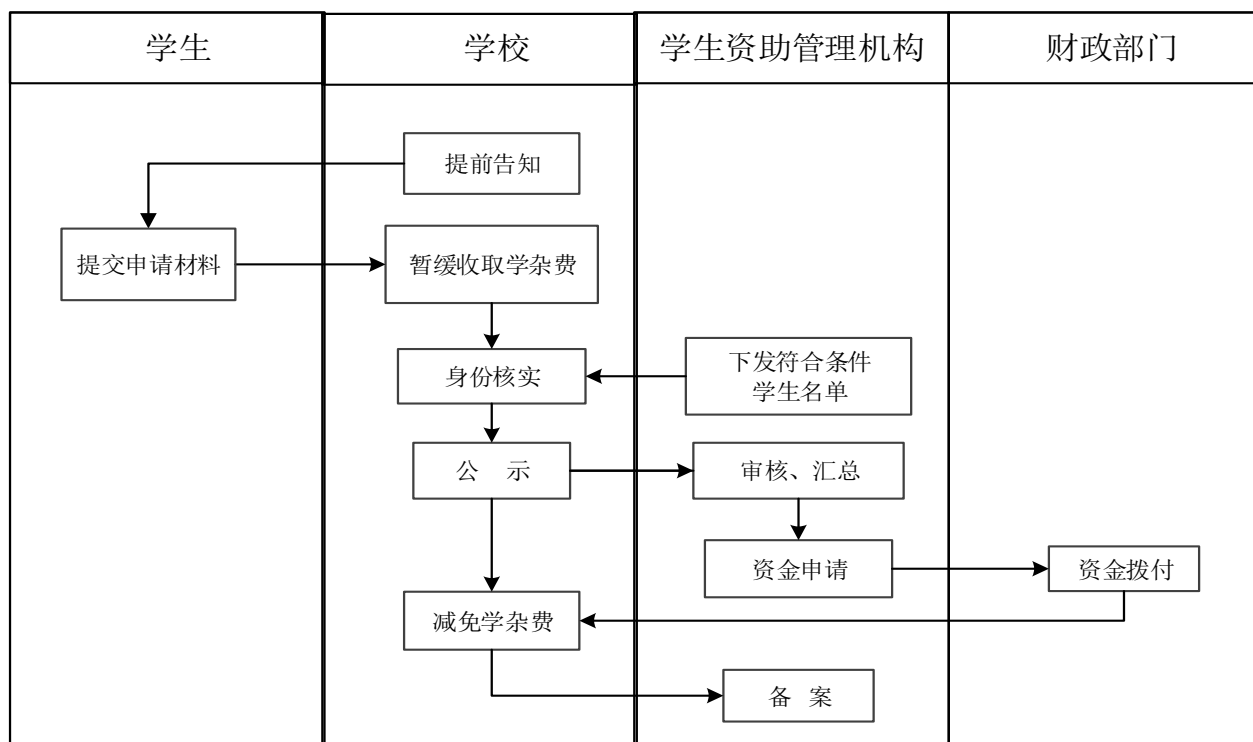 学生
学校
学生资助管理机构
财政部门
提前告知
提交申请材料
暂缓收取学杂费
身份核实
下发符合条件
学生名单
公 示
审核、汇总
资金申请
资金拨付
减免学杂费
备 案